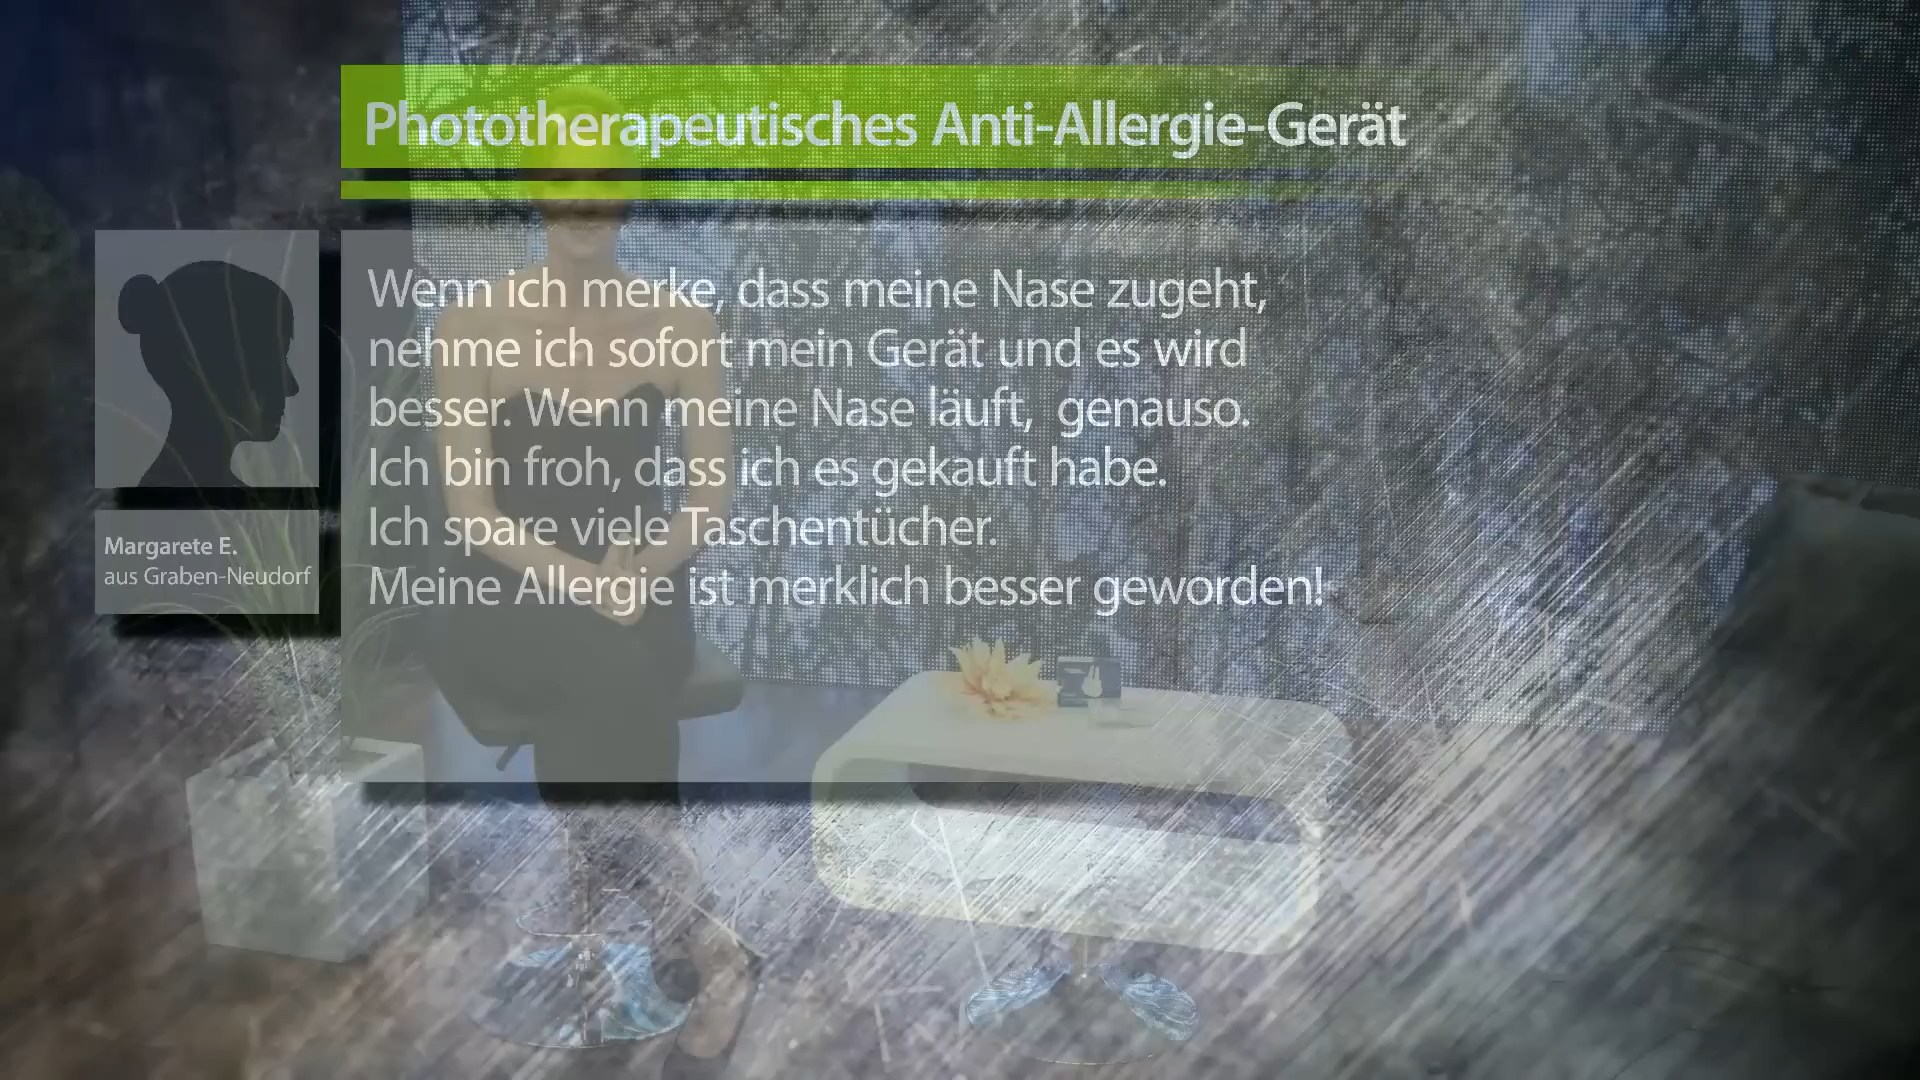 Phototherapeutisches Anti-Allergie-Gerät
Wenn ich merke, dass meine Nase zugeht,
nehme ich sofort mein Gerät und es wird
besser. Wenn meine Nase läuft,  genauso.
Ich bin froh, dass ich es gekauft habe.
Ich spare viele Taschentücher.
Meine Allergie ist merklich besser geworden!
Margarete E.
aus Graben-Neudorf